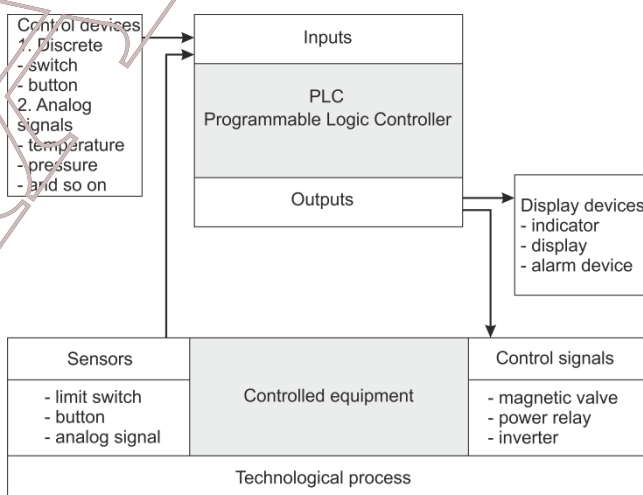 Control devices
1. Discrete
- switch
- button
2. Analog
signals
- temperature
- pressure
- and so on
Inputs
PLC
Programmable Logic Controller
Outputs
Display devices
- indicator
- display
- alarm device
Sensors
- limit switch
- button
- analog signal
Controlled equipment
Control signals
- magnetic valve
- power relay
- inverter
Technological process